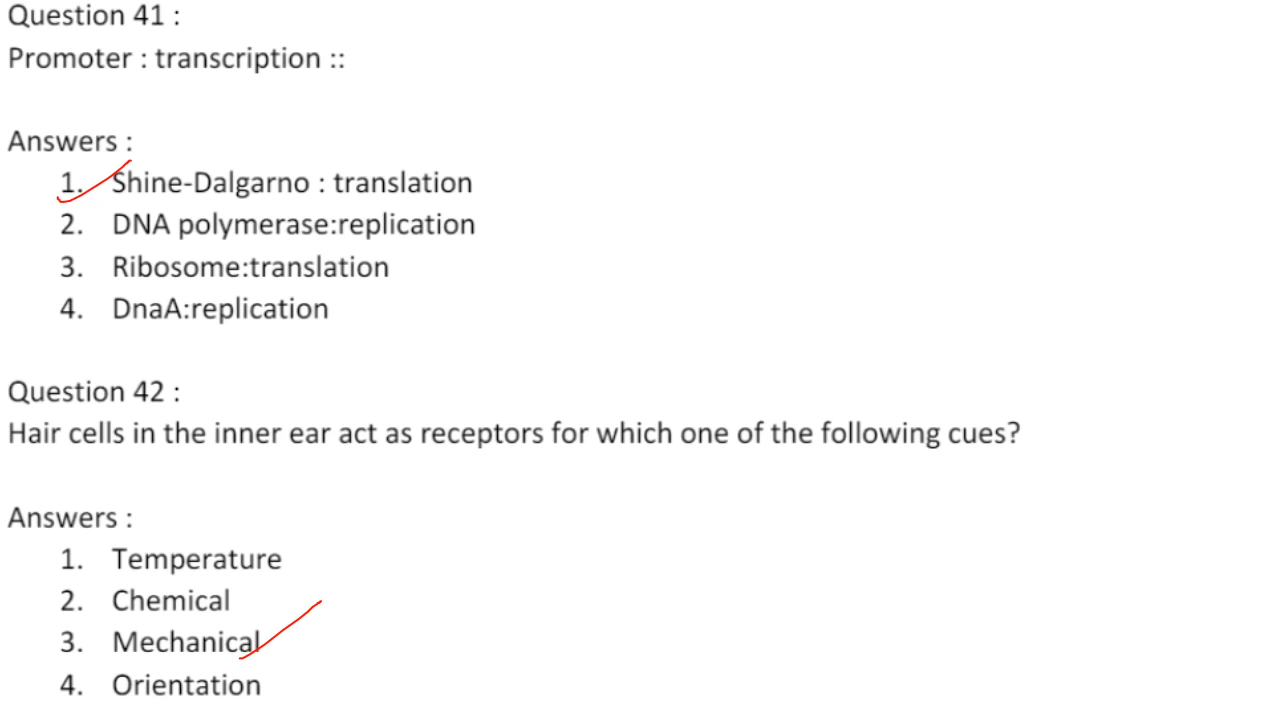 Question 41 :
Promoter : transcription ::
Answers :
1. Shine-Dalgarno : translation
2. DNA polymerase:replication
3. Ribosome:translation
4. DnaA:replication
Question 42 :
Hair cells in the inner ear act as receptors for which one of the following cues?
Answers :
1. Temperature
2. Chemical
3. Mechanical
4. Orientation